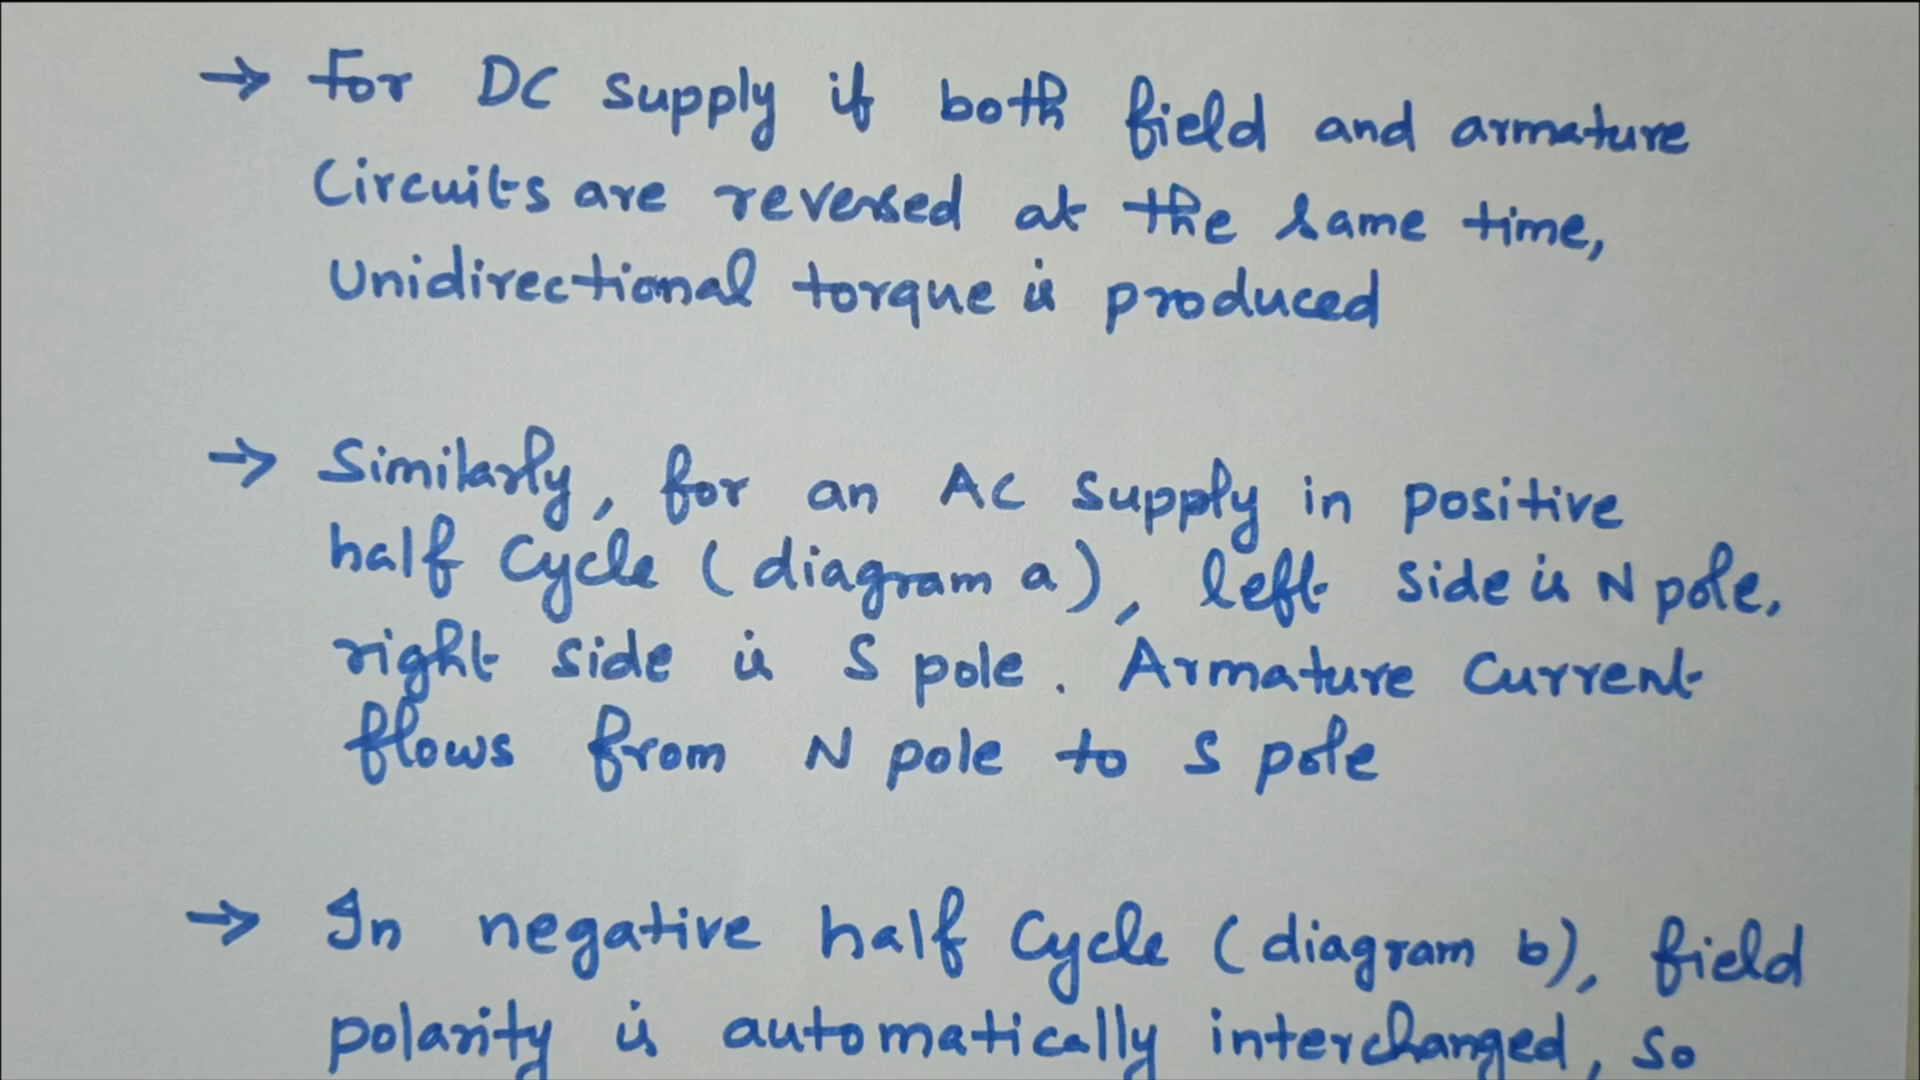 → For DC supply if both field and armature
Circuits are reversed at the same time,
Unidirectional torque is produced
→ Similarly, for an AC supply in positive
half Cycle (diagram a), left side is N pole,
right side is S pole. Armature Current
flows from N pole to S pole
→ In negative half Cycle (diagram b), field
polarity is automatically interchanged, so